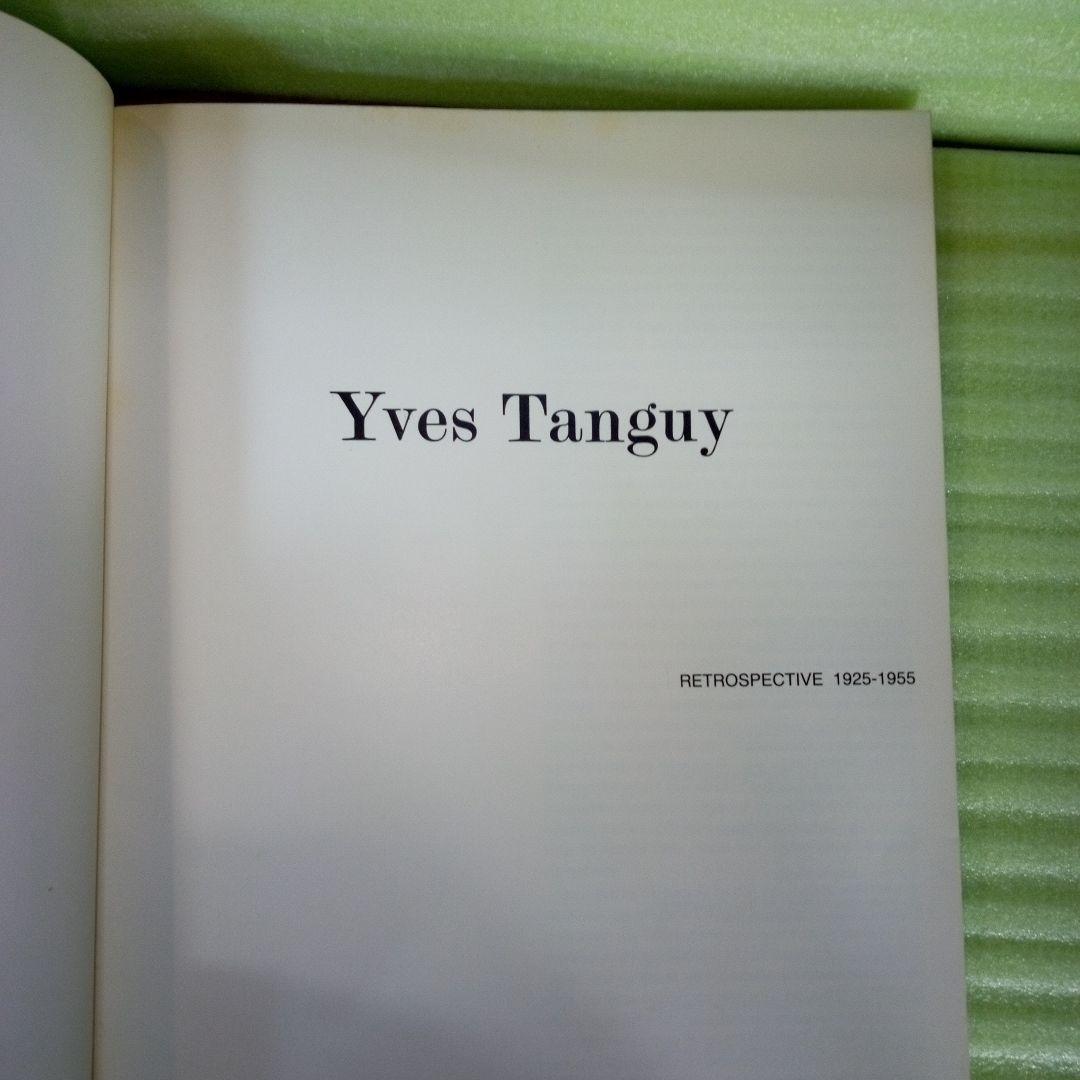 Yves Tanguy
RETROSPECTIVE 1925-1955